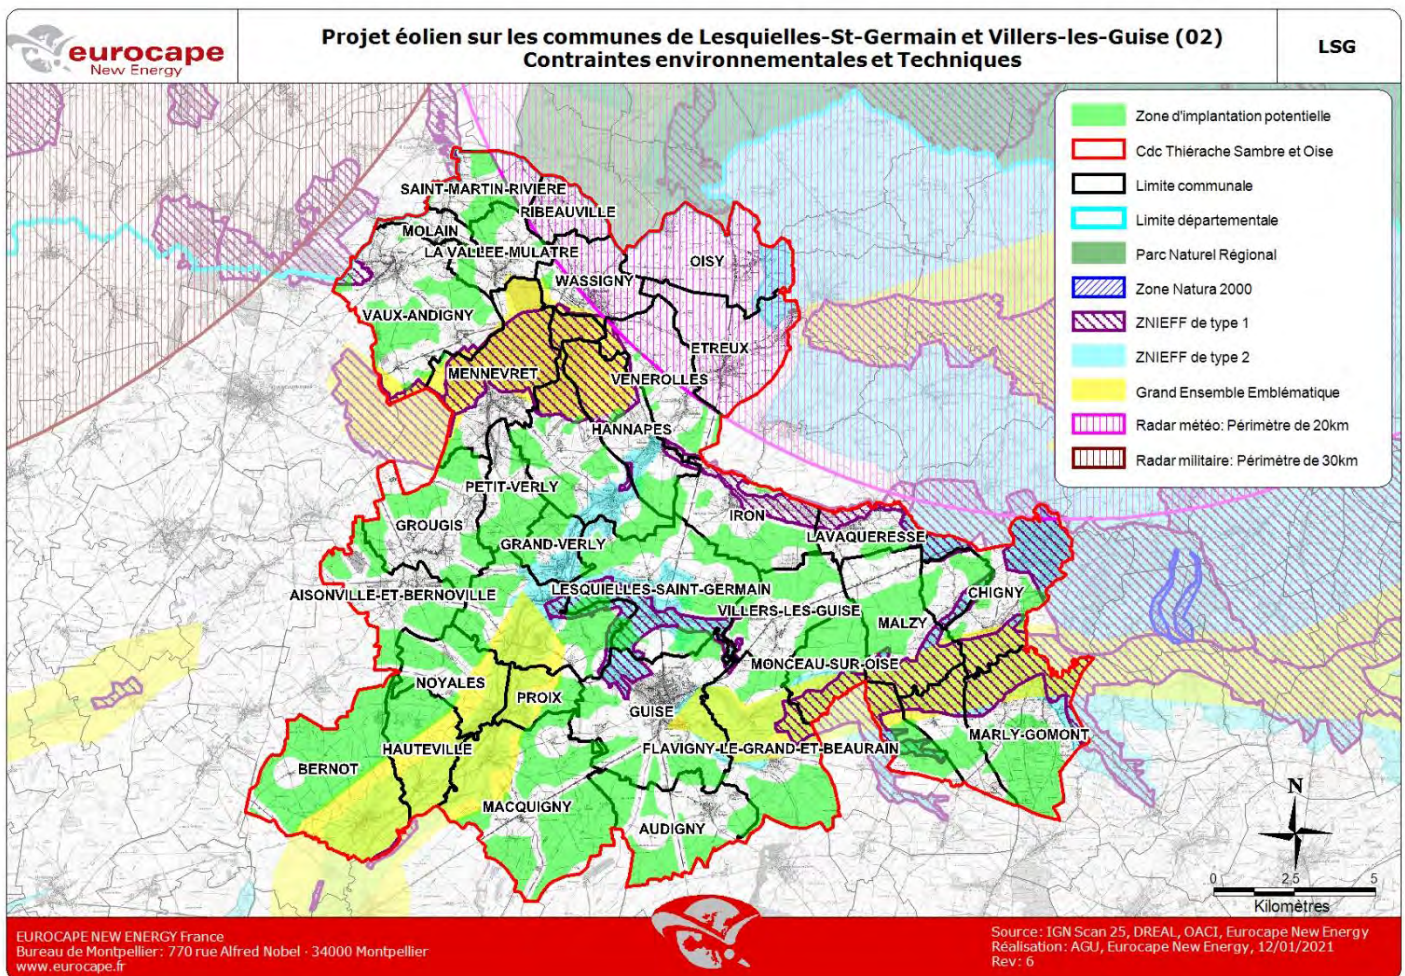 eurocape
New Energy
Projet éolien sur les communes de Lesquielles-St-Germain et Villers-les-Guise (02)
Contraintes environnementales et Techniques
LSG
Zone d'implantation potentielle
Cdc Thiérache Sambre et Oise
Limite communale
Limite départementale
Parc Naturel Régional
Zone Natura 2000
ZNIEFF de type 1
ZNIEFF de type 2
Grand Ensemble Emblématique
Radar météo: Périmètre de 20km
Radar militaire: Périmètre de 30km
SAINT-MARTIN-RIVIERE
RIBEAUVILLE
MOLAIN
LA VALLEE-MULATRE
OISY
WASSIGNY
VAUX-ANDIGNY
ETREUX
MENNEVRET
VENEROLLES
HANNAPES
PETIT-VERLY
IRON
GROUGIS
LAVAQUERESSE
GRAND-VERLY
LESQUIELLES-SAINT-GERMAIN
AISONVILLE-ET-BERNOVILLE
CHIGNY
VILLERS-LES-GUISE
MALZY
MONCEAU-SUR-OISE
NOYALES
PROIX
GUISE
MARLY-GOMONT
HAUTEVILLE
FLAVIGNY-LE-GRAND-ET-BEAURAIN
BERNOT
MACQUIGNY
AUDIGNY
N
0 2.5 5
Kilomètres
EUROCAPE NEW ENERGY France
Bureau de Montpellier: 770 rue Alfred Nobel - 34000 Montpellier
www.eurocape.fr
Source: IGN Scan 25, DREAL, OACI, Eurocape New Energy
Réalisation: AGU, Eurocape New Energy, 12/01/2021
Rev: 6